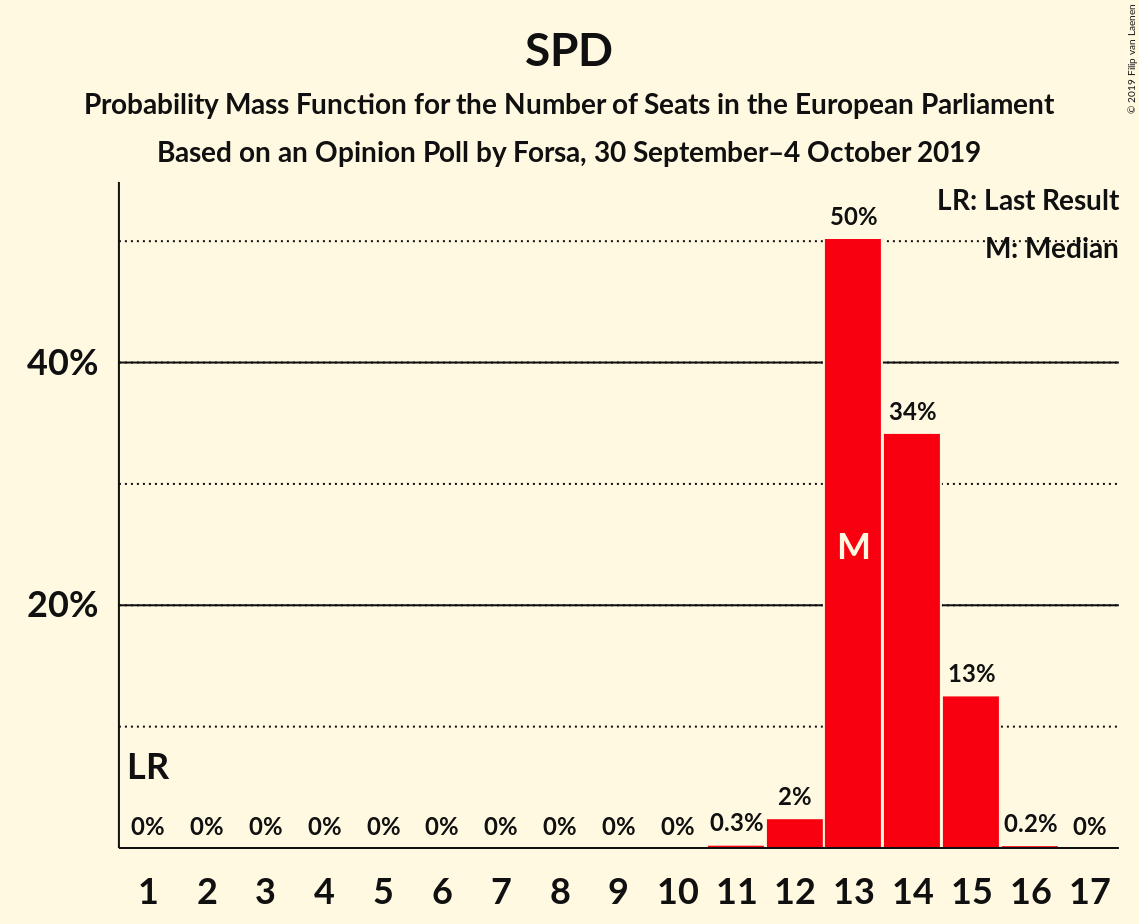 SPD
Probability Mass Function for the Number of Seats in the European Parliament
Based on an Opinion Poll by Forsa, 30 September–4 October 2019
© 2019 Filip van Laenen
LR: Last Result
M: Median
50%
40%
34%
M
20%
13%
LR
2%
0% 0% 0% 0% 0% 0% 0% 0% 0% 0% 0.3% 0.2% 0%
1 2 3 4 5 6 7 8 9 10 11 12 13 14 15 16 17